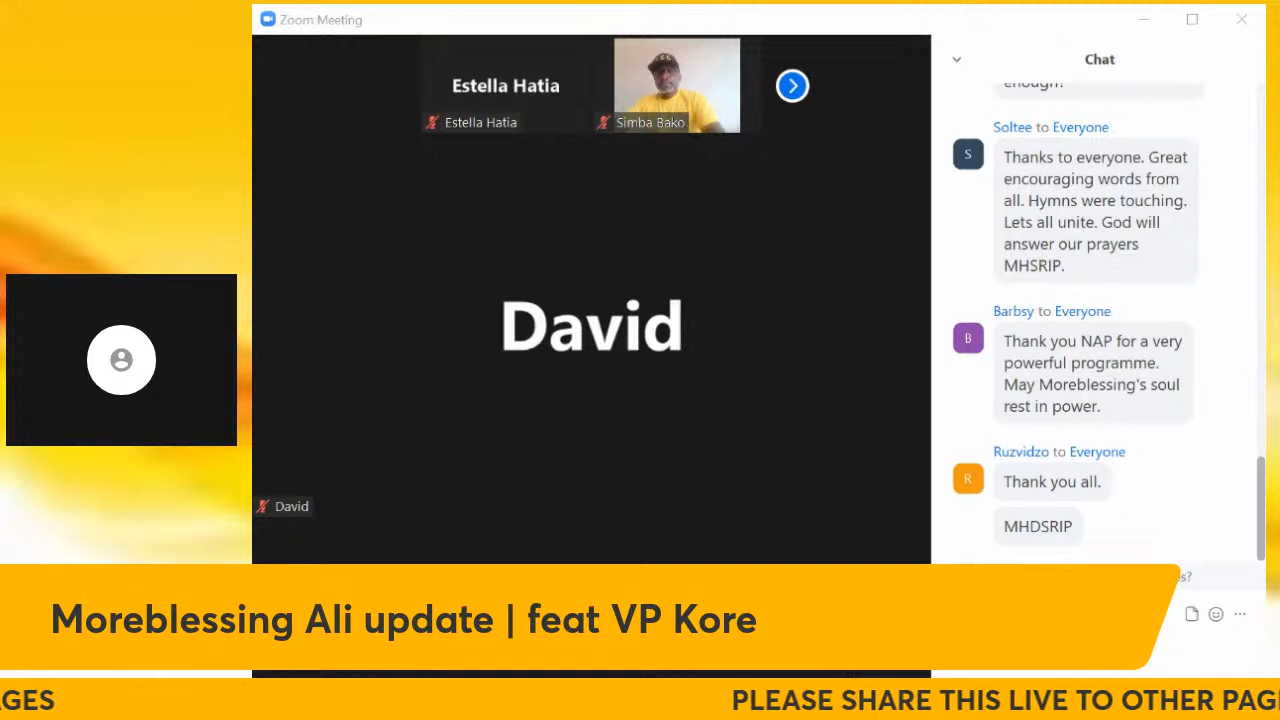 Zoom Meeting
Estella Hatia
Estella Hatia
Simba Bako
David
David
Chat
enough?
Soltee to Everyone
S
Thanks to everyone. Great
encouraging words from
all. Hymns were touching.
Lets all unite. God will
answer our prayers
MHSRIP.
Barbsy to Everyone
B
Thank you NAP for a very
powerful programme.
May Moreblessing's soul
rest in power.
Ruzvidzo to Everyone
R
Thank you all.
MHDSRIP
Moreblessing Ali update | feat VP Kore
AGES
PLEASE SHARE THIS LIVE TO OTHER PAG